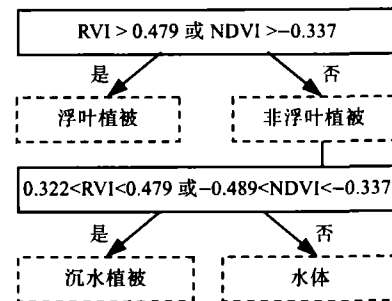 RVI > 0.479 或 NDVI >−0.337
是 否
浮叶植被 非浮叶植被
0.322<RVI<0.479 或−0.489<NDVI<−0.337
是 否
沉水植被 水体